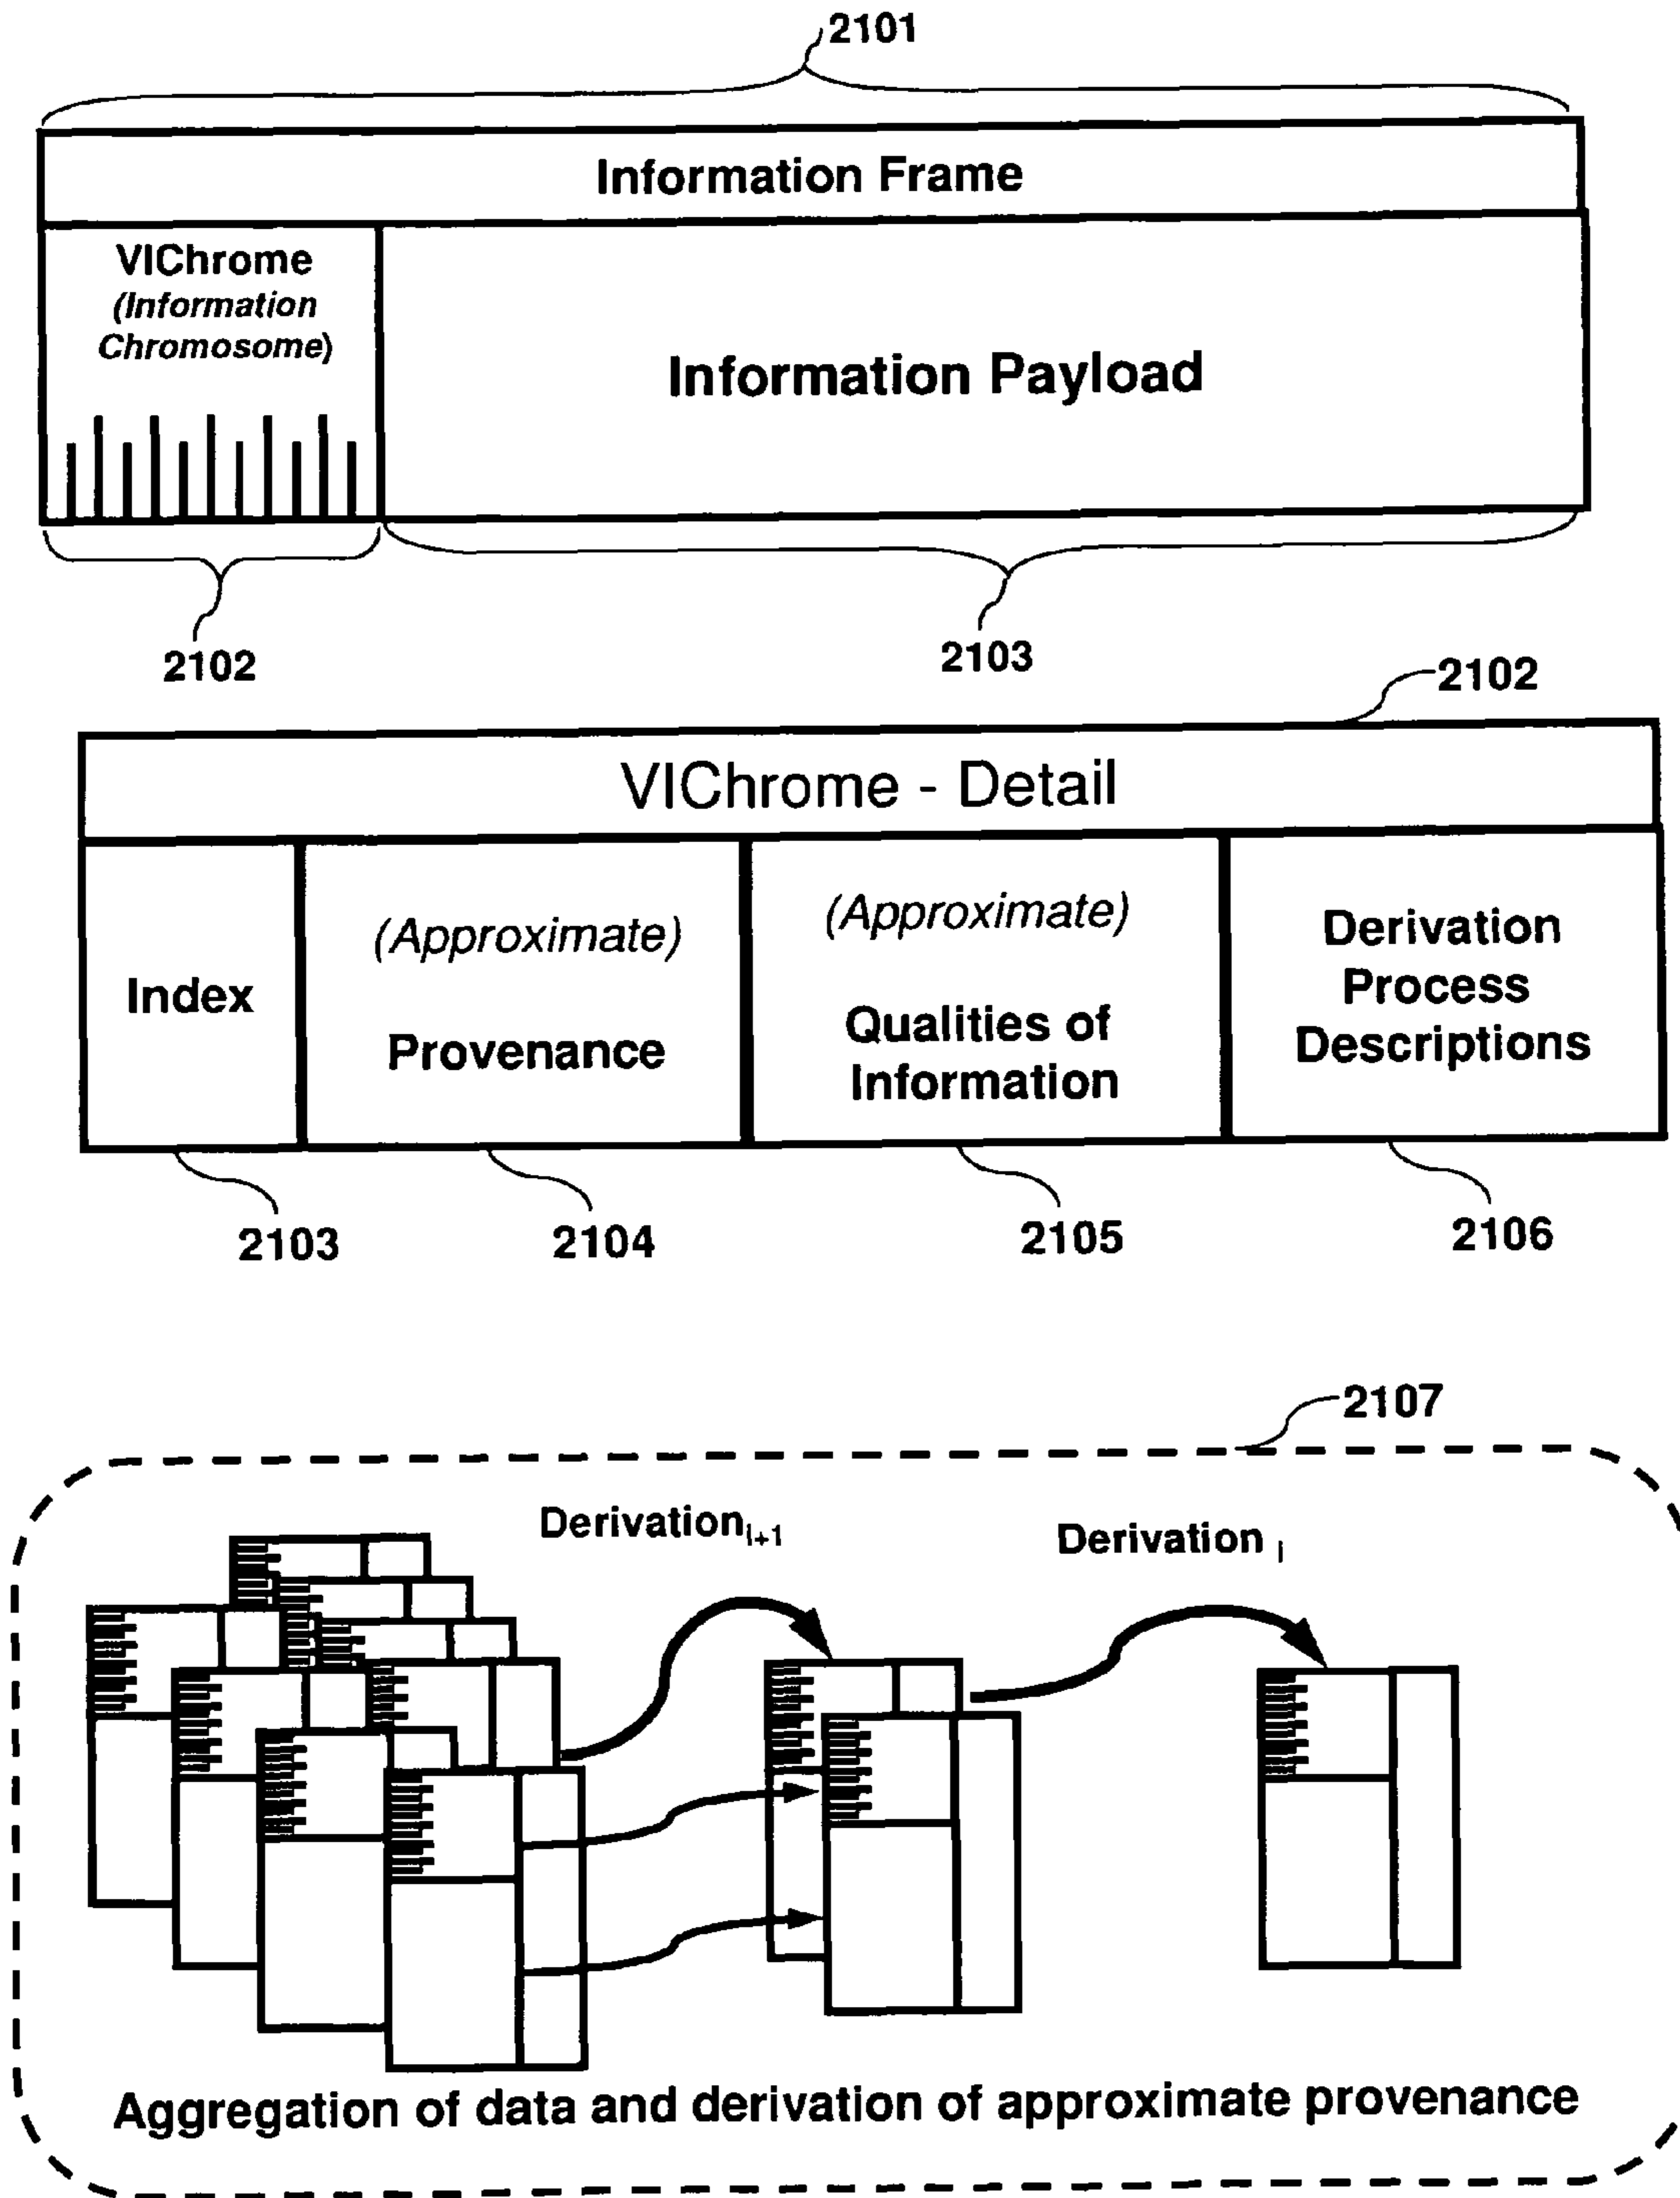 2101
Information Frame
VIChrome
(Information
Chromosome)
Information Payload
2102
2103
2102
VIChrome - Detail
Index
(Approximate)
Provenance
(Approximate)
Qualities of
Information
Derivation
Process
Descriptions
2103
2104
2105
2106
2107
Derivation i+1
Derivation i
Aggregation of data and derivation of approximate provenance